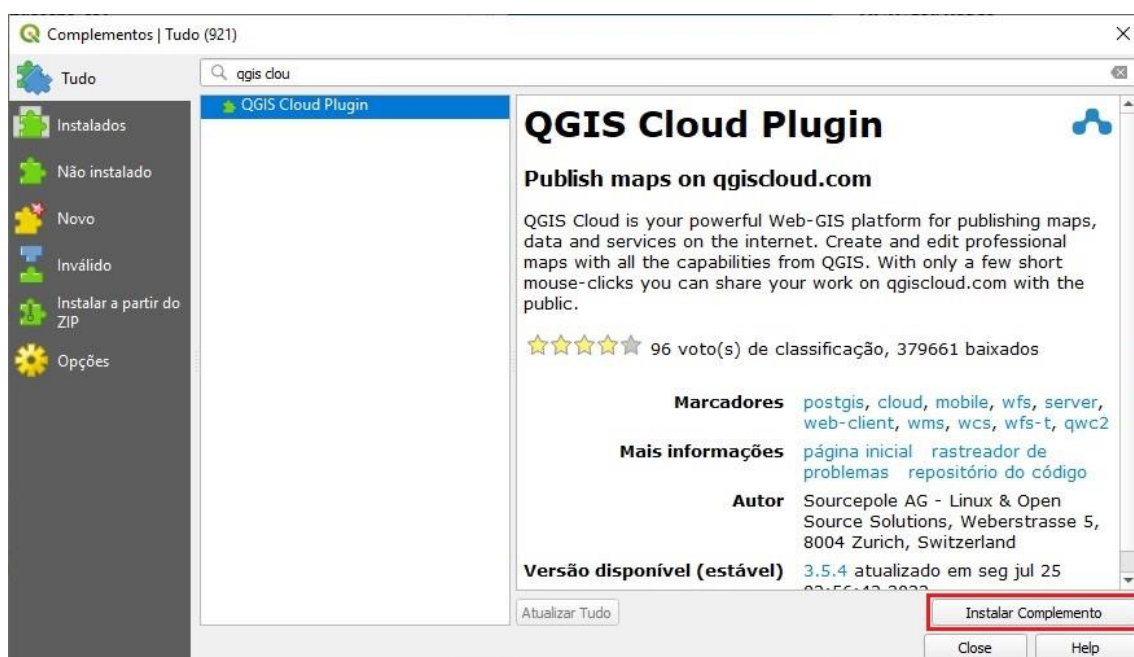 Complementos | Tudo (921)
Tudo
qgis clou
Instalados
Não instalado
Novo
Inválido
Instalar a partir do
ZIP
Opções
QGIS Cloud Plugin
QGIS Cloud Plugin
Publish maps on qgiscloud.com
QGIS Cloud is your powerful Web-GIS platform for publishing maps,
data and services on the internet. Create and edit professional
maps with all the capabilities from QGIS. With only a few short
mouse-clicks you can share your work on qgiscloud.com with the
public.
96 voto(s) de classificação, 379661 baixados
Marcadores postgis, cloud, mobile, wfs, server,
web-client, wms, wcs, wfs-t, qwc2
Mais informações página inicial rastreador de
problemas repositório do código
Autor Sourcepole AG - Linux & Open
Source Solutions, Weberstrasse 5,
8004 Zurich, Switzerland
Versão disponível (estável) 3.5.4 atualizado em seg jul 25
Atualizar Tudo
Instalar Complemento
Close Help